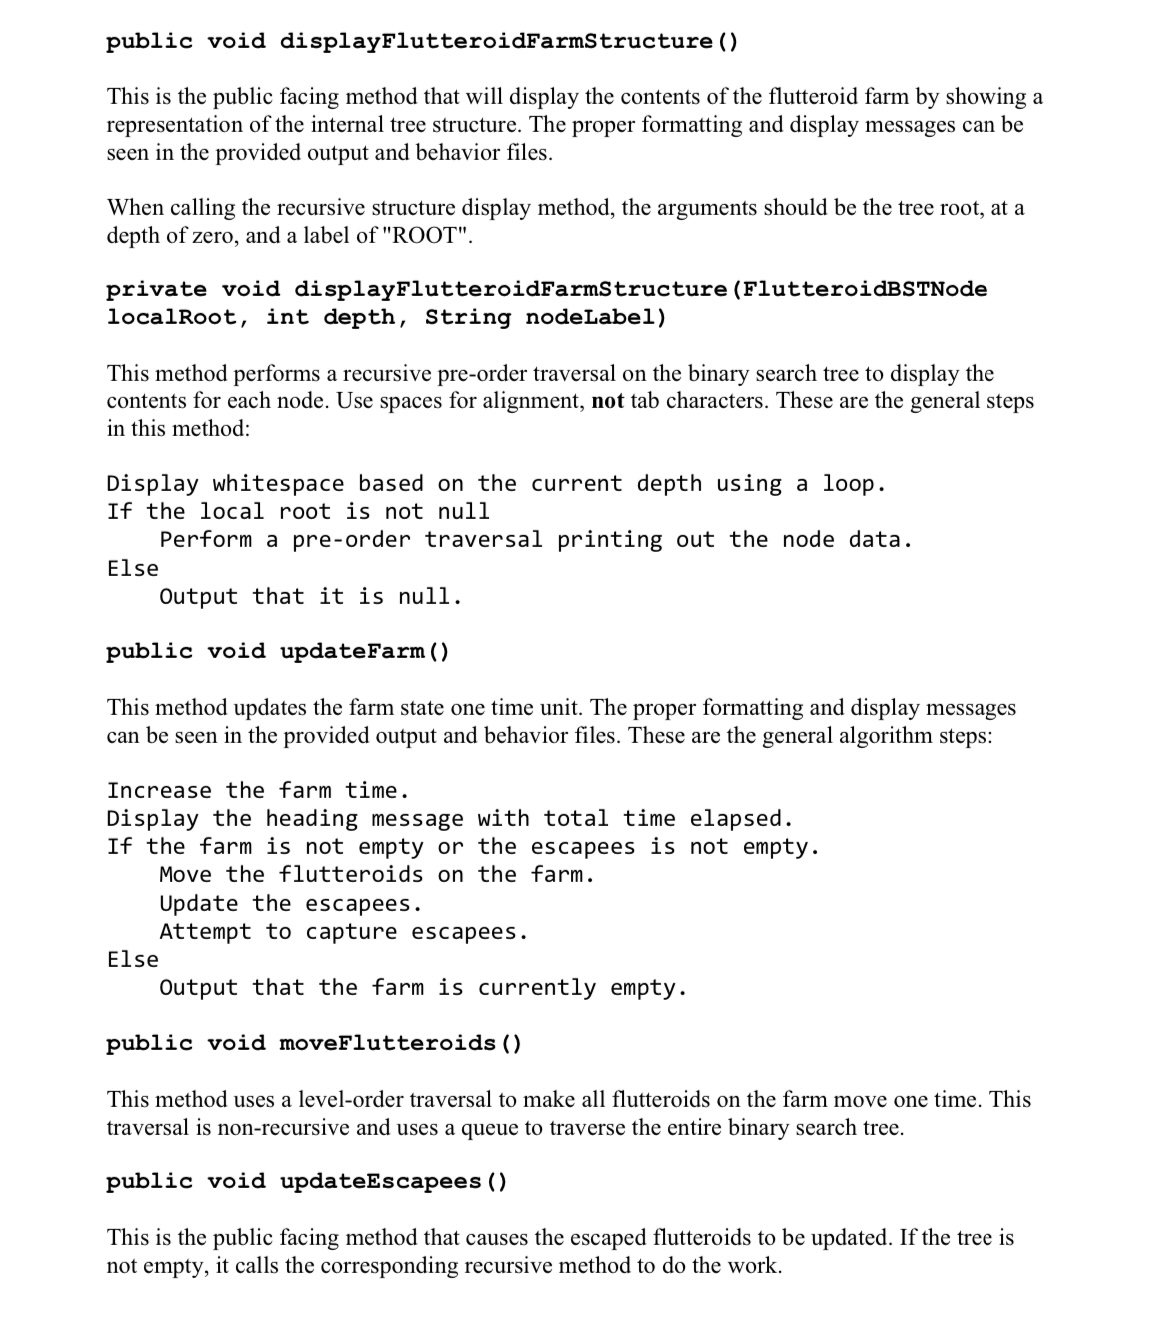 public void displayFlutteroidFarmStructure()
This is the public facing method that will display the contents of the flutteroid farm by showing a
representation of the internal tree structure. The proper formatting and display messages can be
seen in the provided output and behavior files.
When calling the recursive structure display method, the arguments should be the tree root, at a
depth of zero, and a label of "ROOT".
private void displayFlutteroidFarmStructure(FlutteroidBSTNode
localRoot, int depth, String nodeLabel)
This method performs a recursive pre-order traversal on the binary search tree to display the
contents for each node. Use spaces for alignment, not tab characters. These are the general steps
in this method:
Display whitespace based on the current depth using a loop.
If the local root is not null
    Perform a pre-order traversal printing out the node data.
Else
    Output that it is null.
public void updateFarm()
This method updates the farm state one time unit. The proper formatting and display messages
can be seen in the provided output and behavior files. These are the general algorithm steps:
Increase the farm time.
Display the heading message with total time elapsed.
If the farm is not empty or the escapees is not empty.
    Move the flutteroids on the farm.
    Update the escapees.
    Attempt to capture escapees.
Else
    Output that the farm is currently empty.
public void moveFlutteroids()
This method uses a level-order traversal to make all flutteroids on the farm move one time. This
traversal is non-recursive and uses a queue to traverse the entire binary search tree.
public void updateEscapees()
This is the public facing method that causes the escaped flutteroids to be updated. If the tree is
not empty, it calls the corresponding recursive method to do the work.